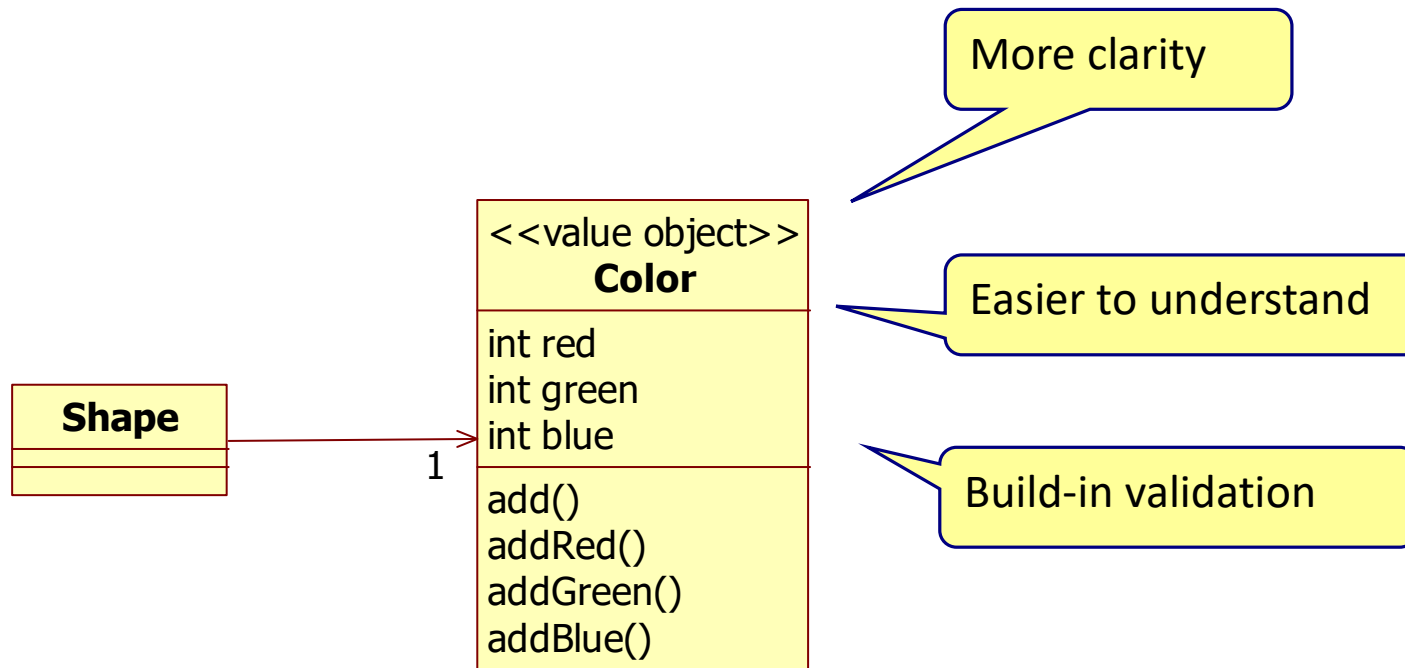 More clarity
<<value object>>
Color
Easier to understand
int red
int green
int blue
Shape
1
Build-in validation
add()
addRed()
addGreen()
addBlue()